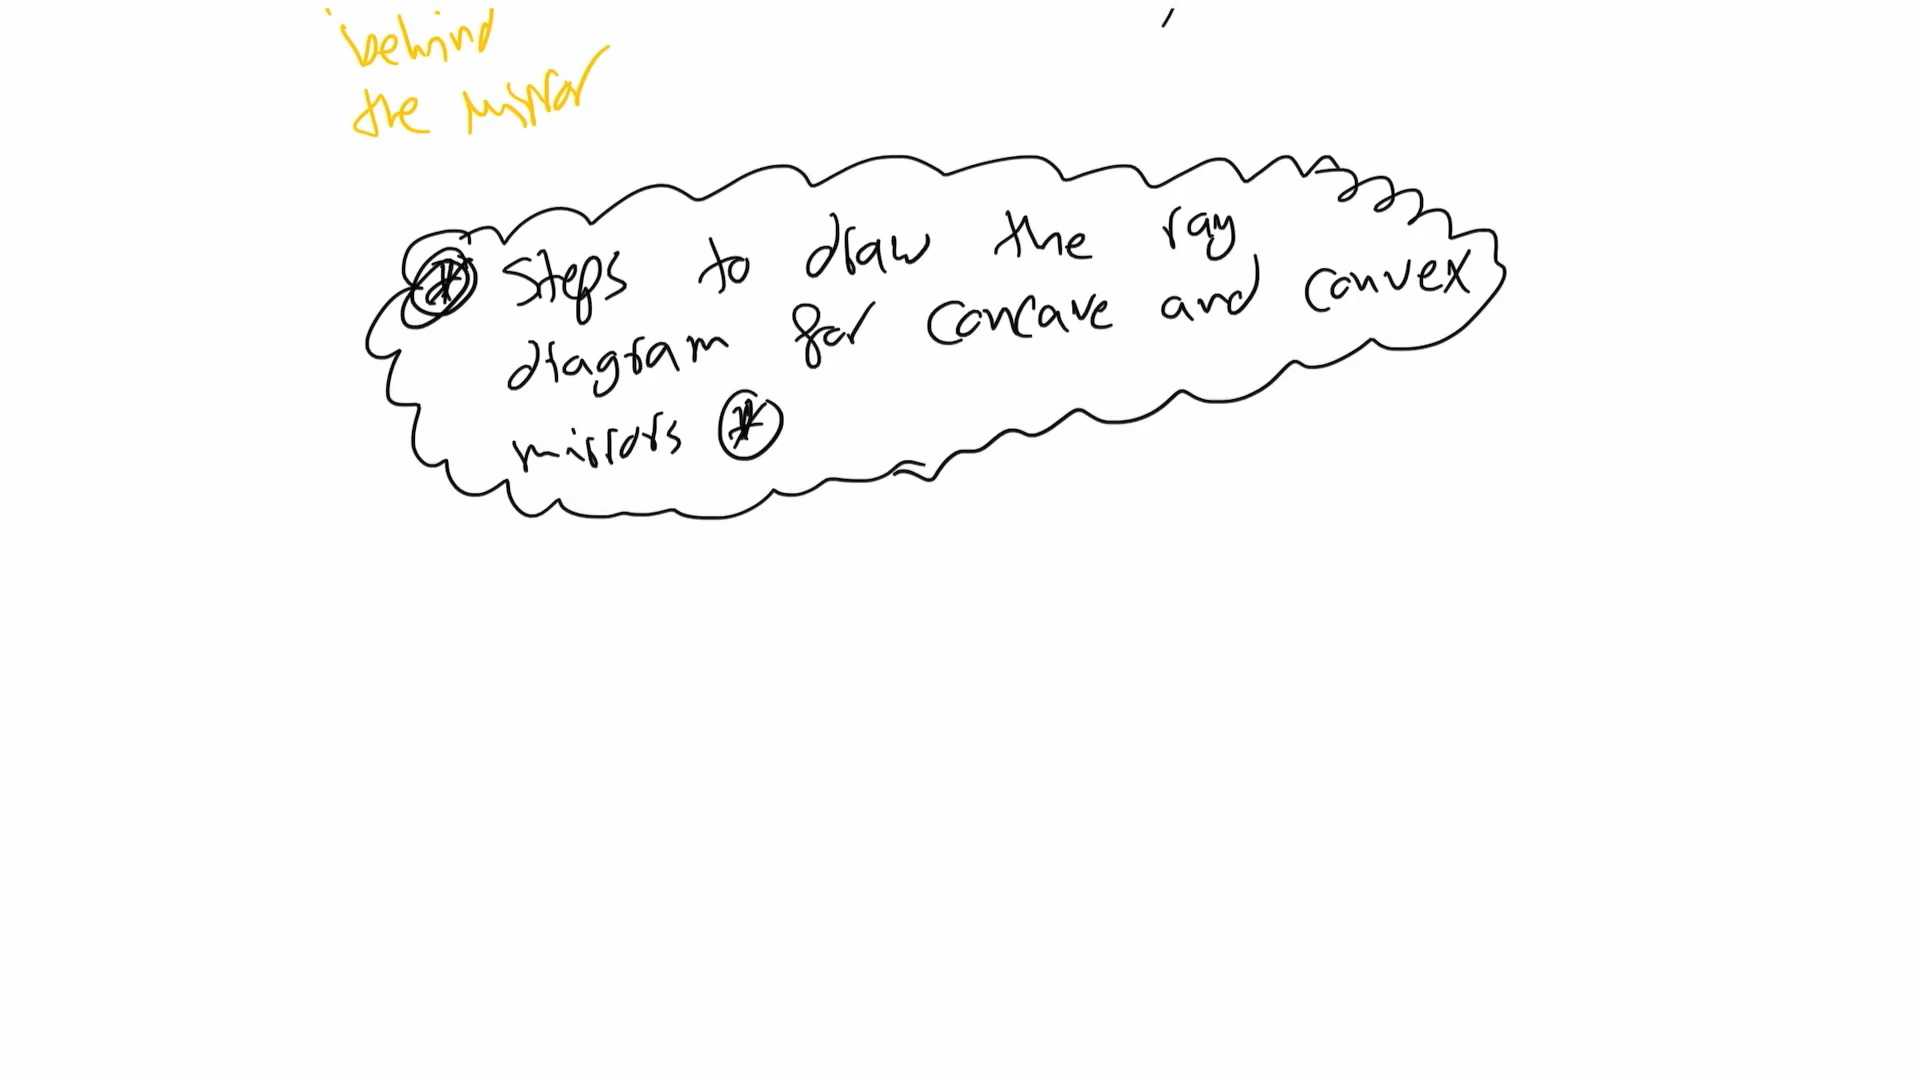 behind
the mirror
* steps to draw the ray
diagram for concave and convex
mirrors *